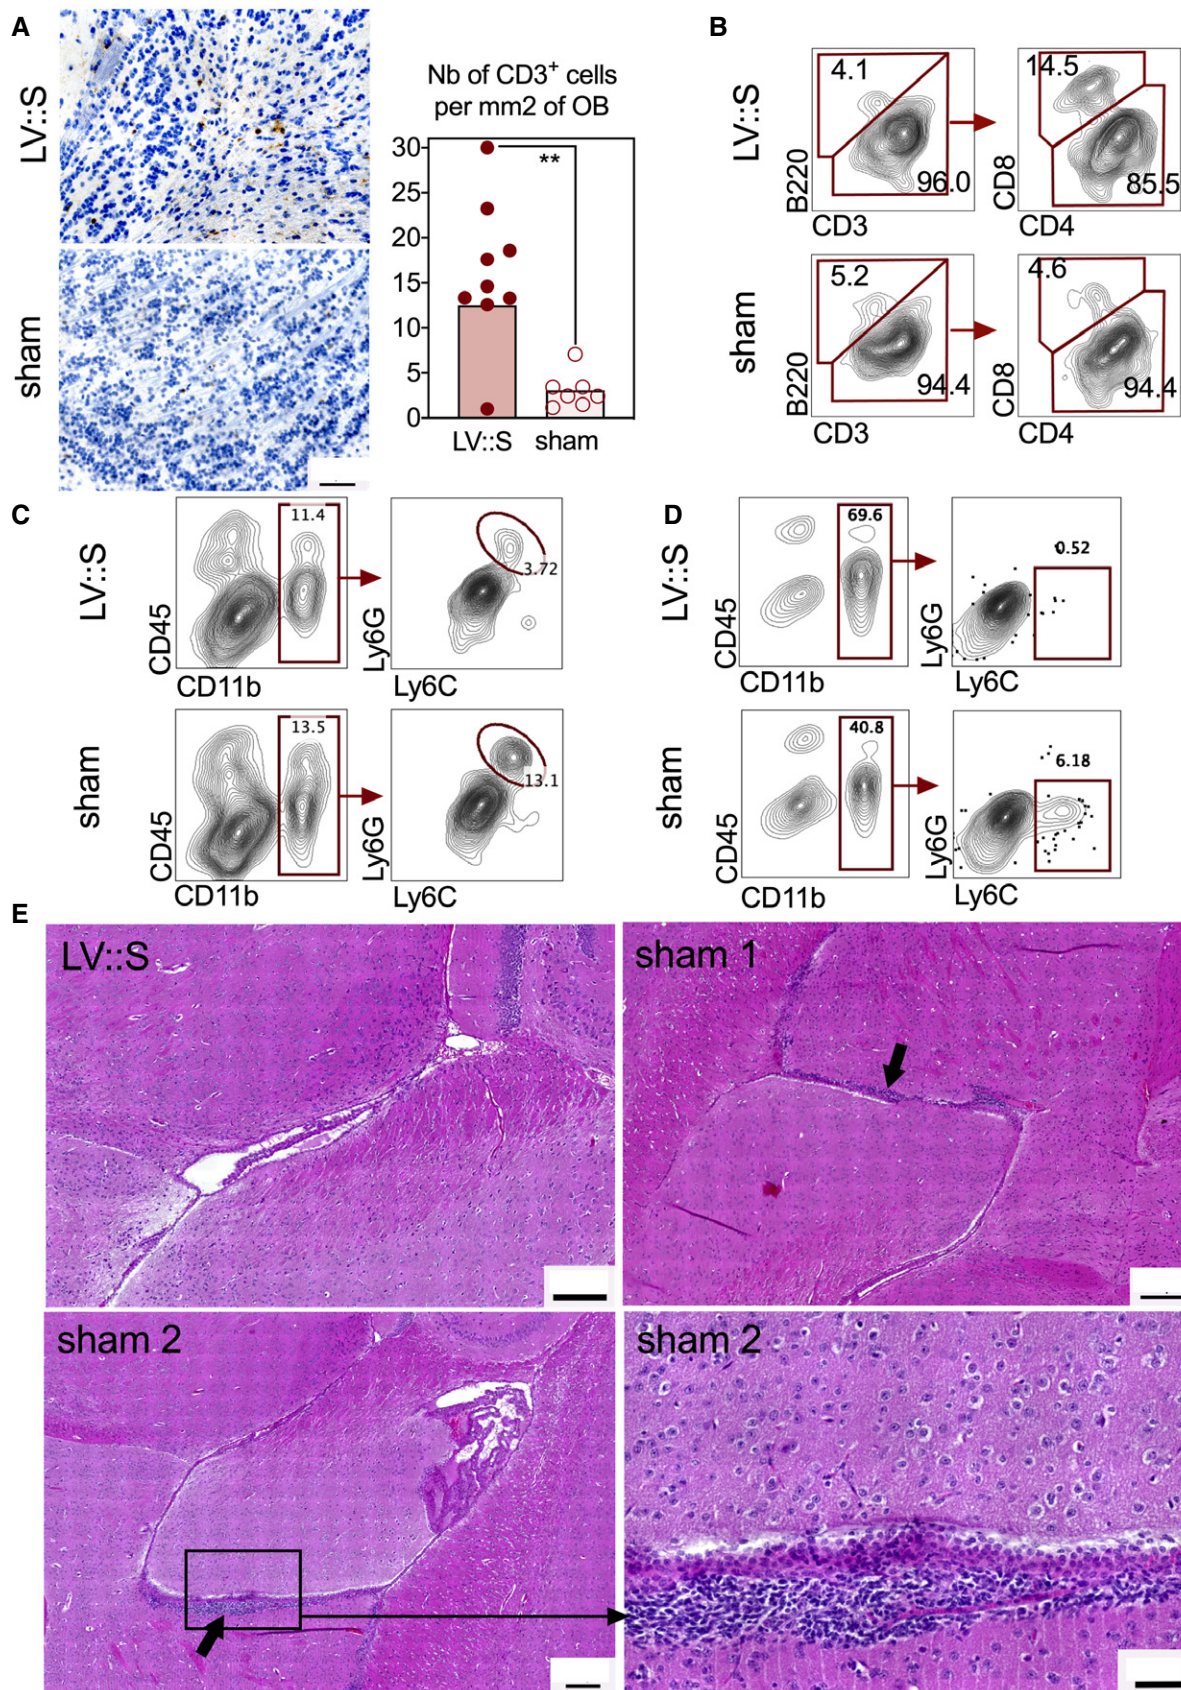 A
LV::S
sham
Nb of CD3+ cells
per mm2 of OB
**
30
25
20
15
10
5
0
LV::S
sham
B
LV::S
4.1
96.0
B220
CD3
14.5
85.5
CD8
CD4
sham
5.2
94.4
B220
CD3
4.6
94.4
CD8
CD4
C
LV::S
11.4
CD45
CD11b
3.72
Ly6G
Ly6C
sham
13.5
CD45
CD11b
13.1
Ly6G
Ly6C
D
LV::S
69.6
CD45
CD11b
0.52
Ly6G
Ly6C
sham
40.8
CD45
CD11b
6.18
Ly6G
Ly6C
E
LV::S
sham 1
sham 2
sham 2